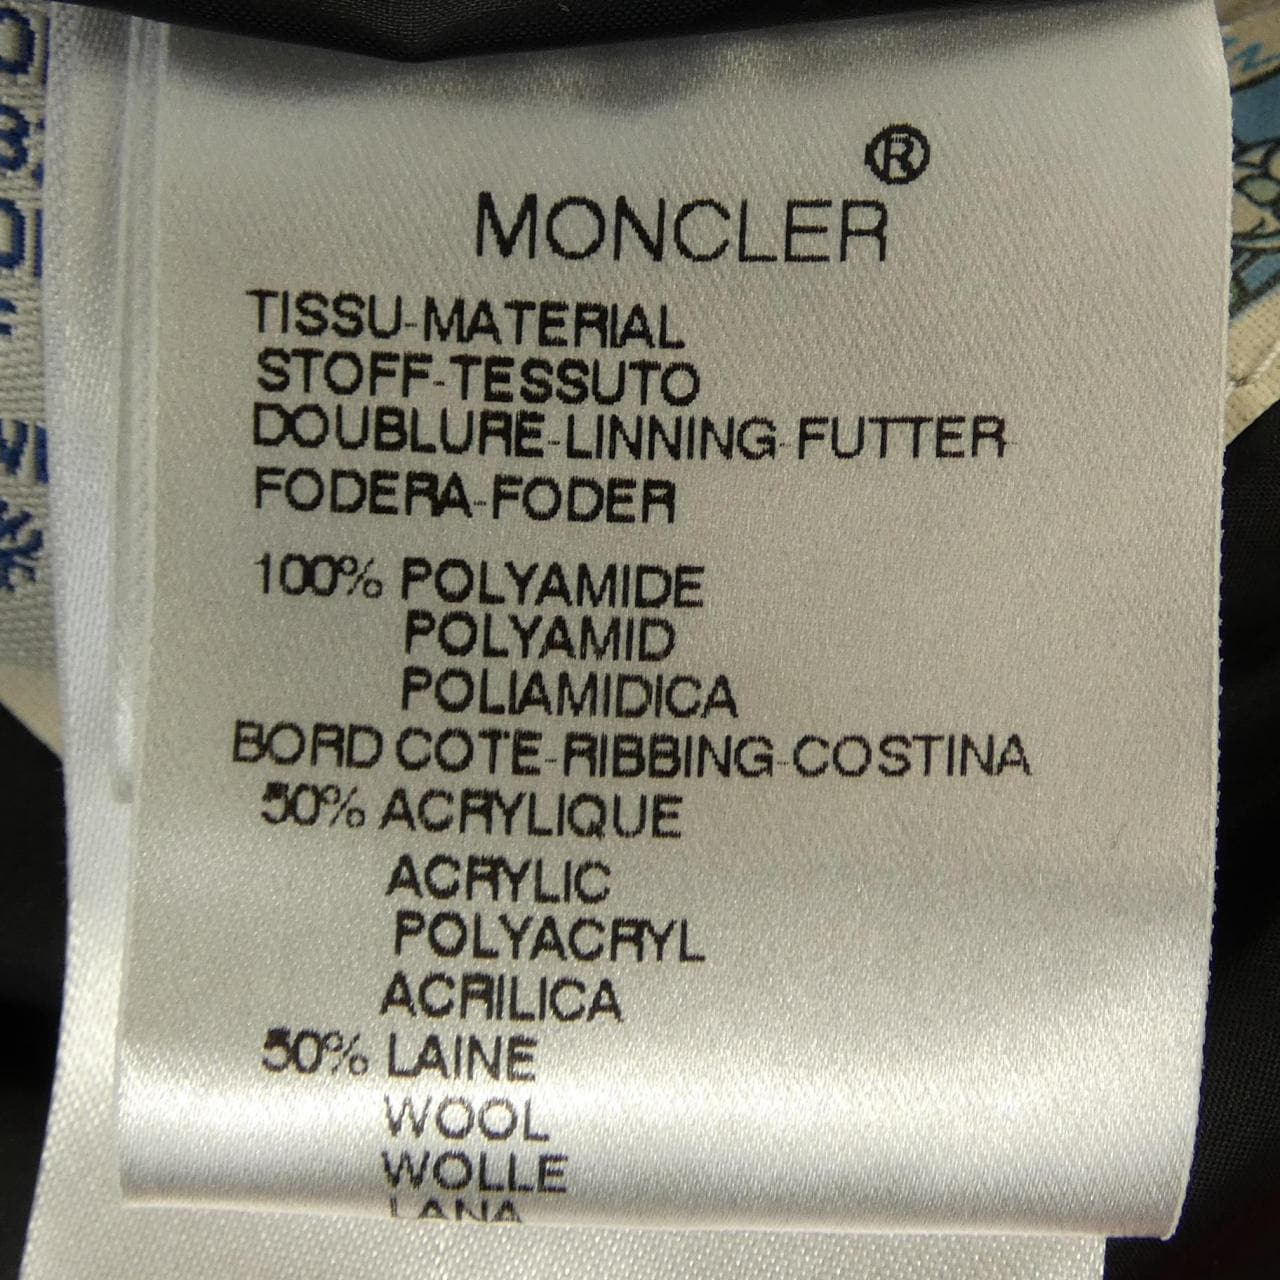 MONCLER®
TISSU-MATERIAL
STOFF-TESSUTO
DOUBLURE-LINNING-FUTTER
FODERA-FODER
100% POLYAMIDE
POLYAMID
POLIAMIDICA
BORD COTE-RIBBING-COSTINA
50% ACRYLIQUE
ACRYLIC
POLYACRYL
ACRILICA
50% LAINE
WOOL
WOLLE
LANA